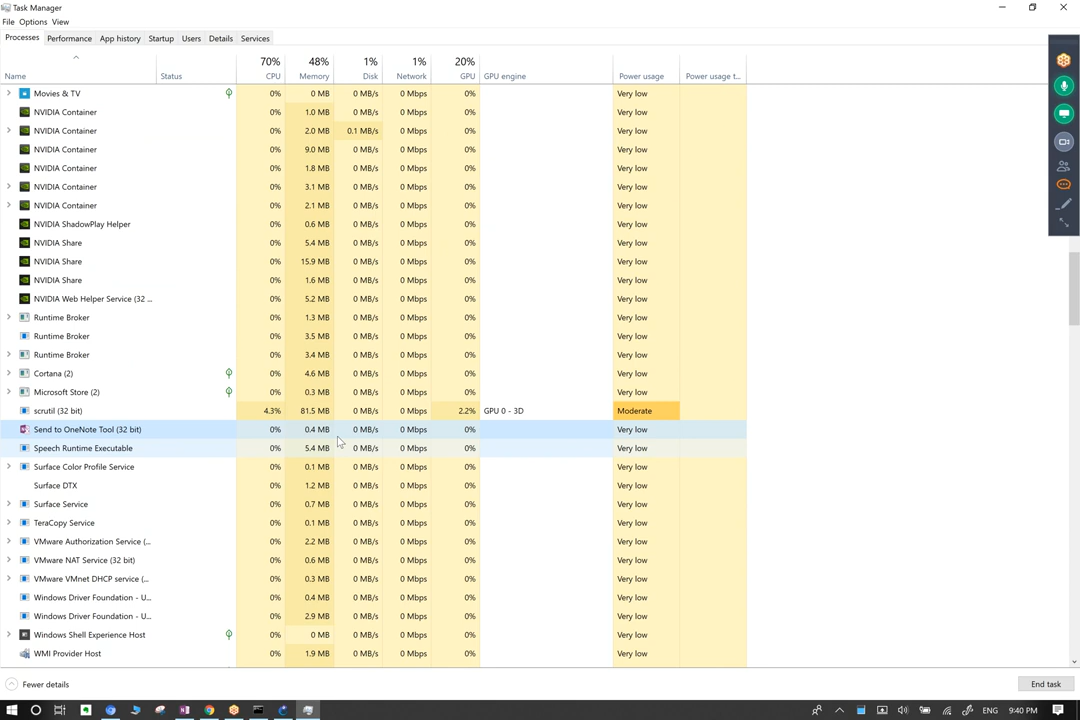 Task Manager
File Options View
Processes Performance App history Startup Users Details Services
70% 48% 1% 1% 20%
Name Status CPU Memory Disk Network GPU GPU engine Power usage Power usage t...
Movies & TV 0% 0 MB 0 MB/s 0 Mbps 0% Very low
NVIDIA Container 0% 1.0 MB 0 MB/s 0 Mbps 0% Very low
NVIDIA Container 0% 2.0 MB 0.1 MB/s 0 Mbps 0% Very low
NVIDIA Container 0% 9.0 MB 0 MB/s 0 Mbps 0% Very low
NVIDIA Container 0% 1.8 MB 0 MB/s 0 Mbps 0% Very low
NVIDIA Container 0% 3.1 MB 0 MB/s 0 Mbps 0% Very low
NVIDIA Container 0% 2.1 MB 0 MB/s 0 Mbps 0% Very low
NVIDIA ShadowPlay Helper 0% 0.6 MB 0 MB/s 0 Mbps 0% Very low
NVIDIA Share 0% 5.4 MB 0 MB/s 0 Mbps 0% Very low
NVIDIA Share 0% 15.9 MB 0 MB/s 0 Mbps 0% Very low
NVIDIA Share 0% 1.6 MB 0 MB/s 0 Mbps 0% Very low
NVIDIA Web Helper Service (32 ... 0% 5.2 MB 0 MB/s 0 Mbps 0% Very low
Runtime Broker 0% 1.3 MB 0 MB/s 0 Mbps 0% Very low
Runtime Broker 0% 3.5 MB 0 MB/s 0 Mbps 0% Very low
Runtime Broker 0% 3.4 MB 0 MB/s 0 Mbps 0% Very low
Cortana (2) 0% 4.6 MB 0 MB/s 0 Mbps 0% Very low
Microsoft Store (2) 0% 0.3 MB 0 MB/s 0 Mbps 0% Very low
scrutil (32 bit) 4.3% 81.5 MB 0 MB/s 0 Mbps 2.2% GPU 0 - 3D Moderate
Send to OneNote Tool (32 bit) 0% 0.4 MB 0 MB/s 0 Mbps 0% Very low
Speech Runtime Executable 0% 5.4 MB 0 MB/s 0 Mbps 0% Very low
Surface Color Profile Service 0% 0.1 MB 0 MB/s 0 Mbps 0% Very low
Surface DTX 0% 1.2 MB 0 MB/s 0 Mbps 0% Very low
Surface Service 0% 0.7 MB 0 MB/s 0 Mbps 0% Very low
TeraCopy Service 0% 0.1 MB 0 MB/s 0 Mbps 0% Very low
VMware Authorization Service (... 0% 2.2 MB 0 MB/s 0 Mbps 0% Very low
VMware NAT Service (32 bit) 0% 0.6 MB 0 MB/s 0 Mbps 0% Very low
VMware VMnet DHCP service (... 0% 0.3 MB 0 MB/s 0 Mbps 0% Very low
Windows Driver Foundation - U... 0% 0.4 MB 0 MB/s 0 Mbps 0% Very low
Windows Driver Foundation - U... 0% 2.9 MB 0 MB/s 0 Mbps 0% Very low
Windows Shell Experience Host 0% 0 MB 0 MB/s 0 Mbps 0% Very low
WMI Provider Host 0% 1.9 MB 0 MB/s 0 Mbps 0% Very low
Fewer details End task
ENG 9:40 PM